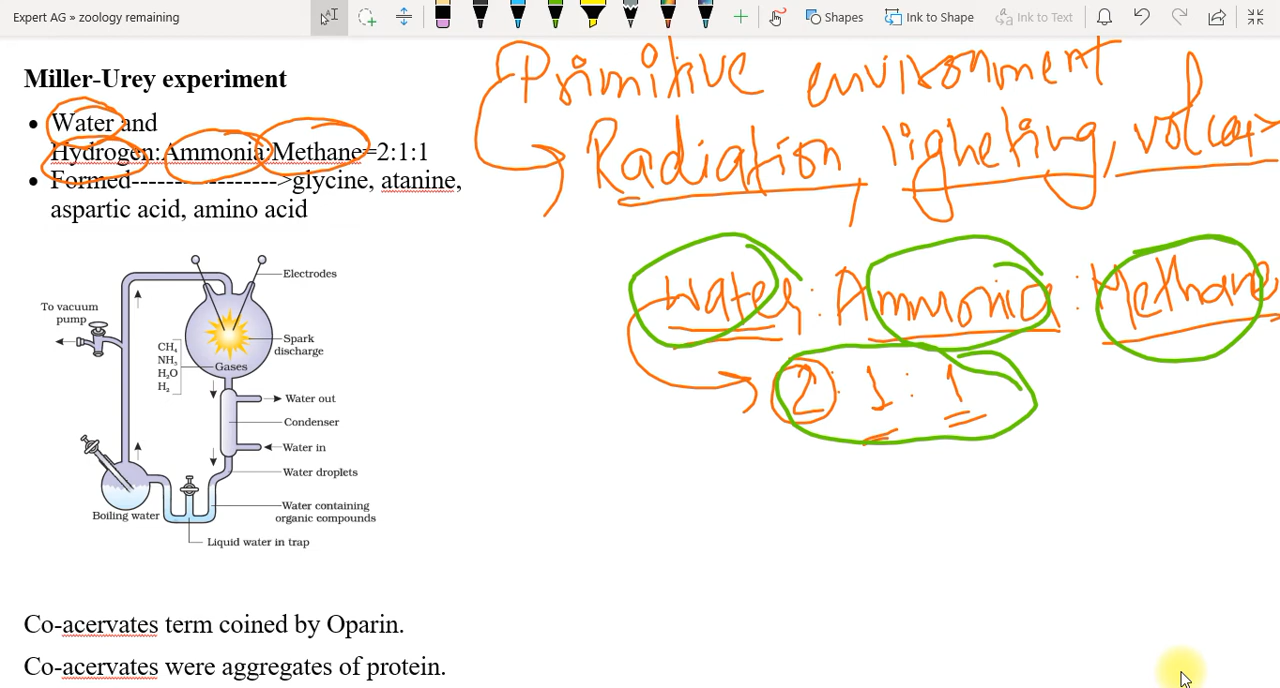 Expert AG » zoology remaining
Shapes
Ink to Shape
Ink to Text
Miller-Urey experiment
• Water and
Hydrogen:Ammonia:Methane=2:1:1
• Formed------------------->glycine, atanine,
aspartic acid, amino acid
Primitive environment
Radiation, ligheting,
Water : Ammonia : Methane
2 : 1 : 1
Electrodes
To vacuum
pump
Spark
discharge
CH₄
NH₃
H₂O
H₂
Gases
Water out
Condenser
Water in
Water droplets
Boiling water
Water containing
organic compounds
Liquid water in trap
Co-acervates term coined by Oparin.
Co-acervates were aggregates of protein.